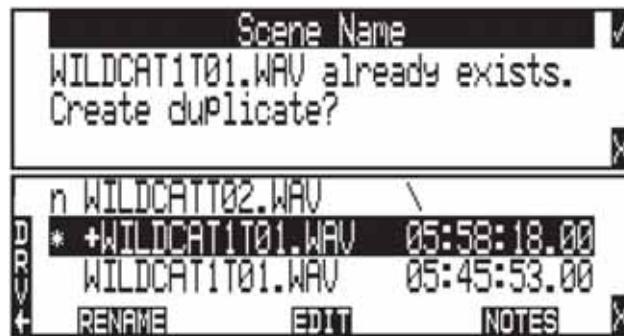 Scene Name
WILDCAT1T01.WAV already exists.
Create duPlicate?
n WILDCATT02.WAV \
* +WILDCAT1T01.WAV 05:58:18.00
WILDCAT1T01.WAV 05:45:53.00
DRV
RENAME EDIT NOTES